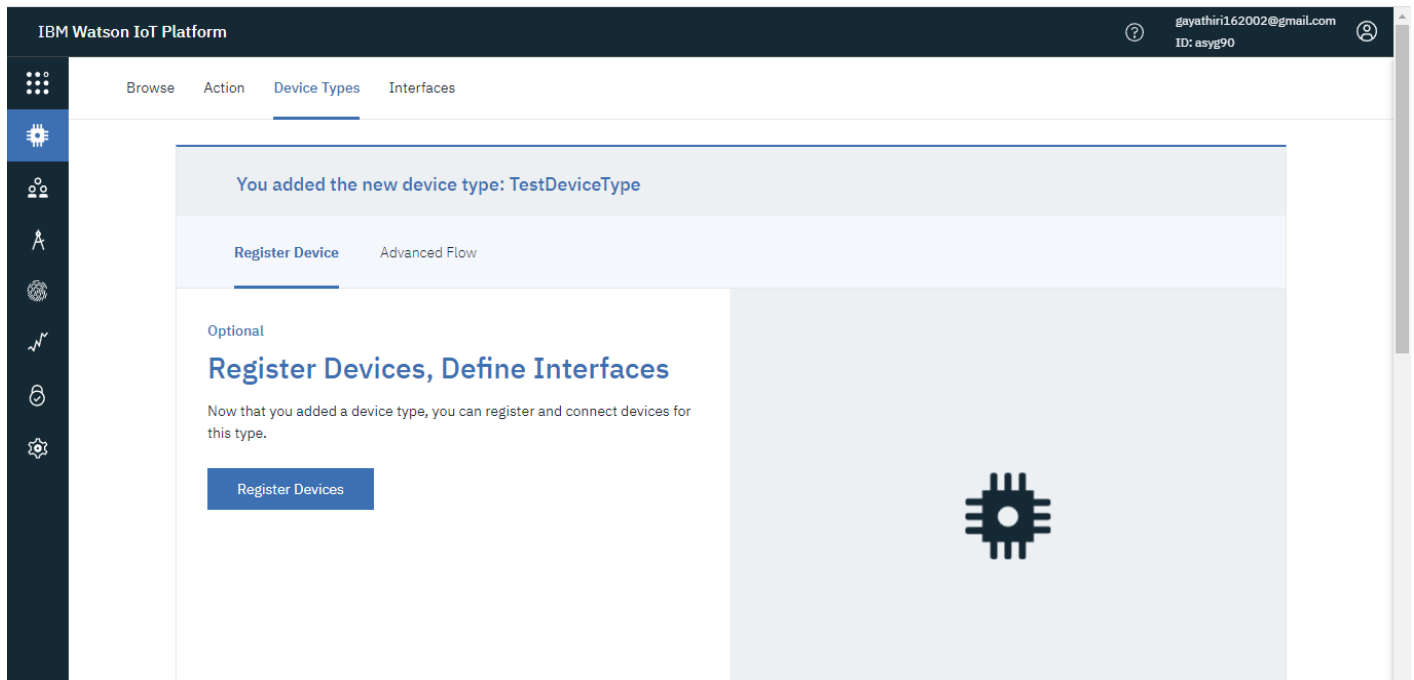 IBM Watson IoT Platform
gayathiri162002@gmail.com
ID: asyg90
Browse Action Device Types Interfaces
You added the new device type: TestDeviceType
Register Device Advanced Flow
Optional
Register Devices, Define Interfaces
Now that you added a device type, you can register and connect devices for
this type.
Register Devices